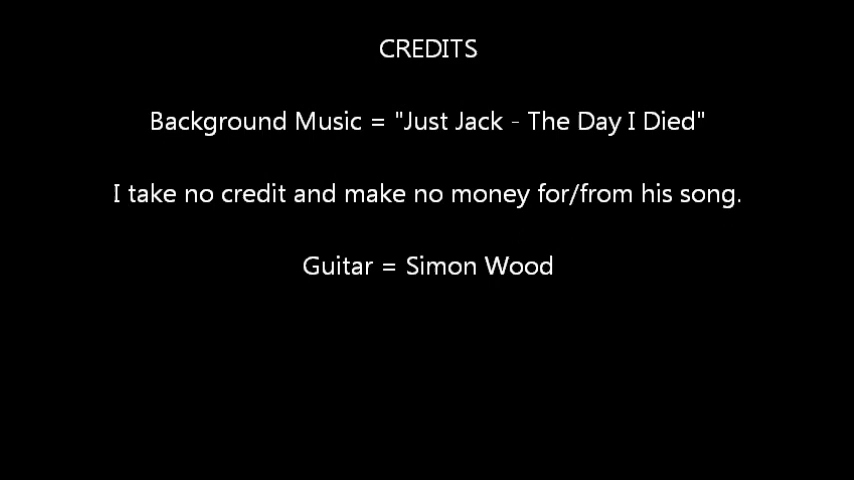 CREDITS
Background Music = "Just Jack - The Day I Died"
I take no credit and make no money for/from his song.
Guitar = Simon Wood